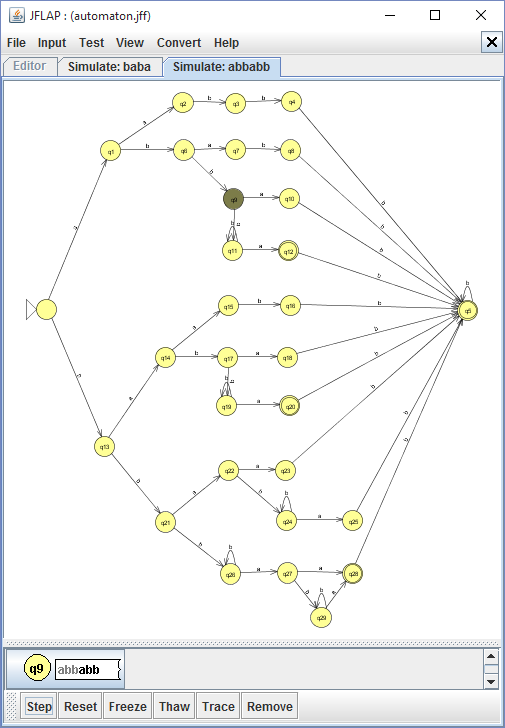 JFLAP : (automaton.jff)
File Input Test View Convert Help
Editor Simulate: baba Simulate: abbabb
q2 b q3 b q4
a
q1 b q6 a q7 b q8
b
q9 a q10
b
q11 a q12
b
q5
q15 b q16 b
a
q14 b q17 a q18
b
q19 a q20
q13
q22 a q23
a
q21 q24 a q25
b
q26 a q27 a q28
q29
q9 abbabb
Step Reset Freeze Thaw Trace Remove